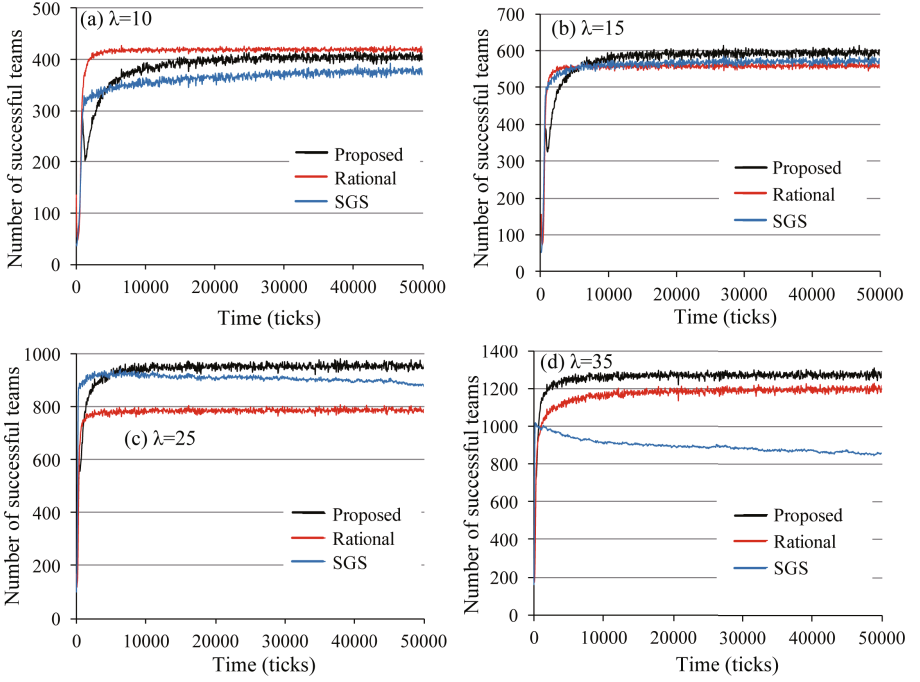 (a) λ=10
Number of successful teams
500
400
300
200
100
0
Proposed
Rational
SGS
0 10000 20000 30000 40000 50000
Time (ticks)
(b) λ=15
Number of successful teams
700
600
500
400
300
200
100
0
Proposed
Rational
SGS
0 10000 20000 30000 40000 50000
Time (ticks)
(c) λ=25
Number of successful teams
1000
800
600
400
200
0
Proposed
Rational
SGS
0 10000 20000 30000 40000 50000
Time (ticks)
(d) λ=35
Number of successful teams
1400
1200
1000
800
600
400
200
0
Proposed
Rational
SGS
0 10000 20000 30000 40000 50000
Time (ticks)